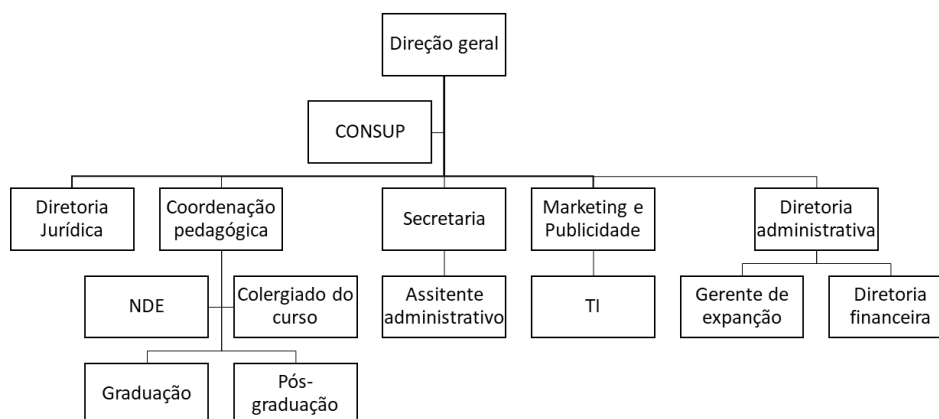 Direção geral
CONSUP
Diretoria
Jurídica
Coordenação
pedagógica
Secretaria
Marketing e
Publicidade
Diretoria
administrativa
NDE
Colergiado do
curso
Assitente
administrativo
TI
Gerente de
expanção
Diretoria
financeira
Graduação
Pós-
graduação